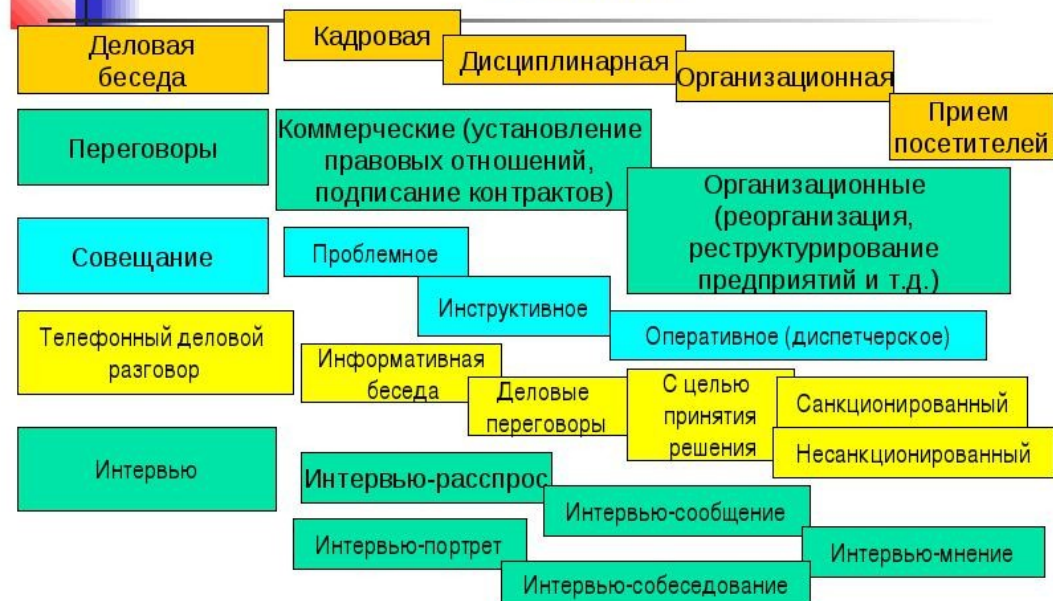 Деловая
беседа
Кадровая
Дисциплинарная
Организационная
Прием
посетителей
Переговоры
Коммерческие (установление
правовых отношений,
подписание контрактов)
Организационные
(реорганизация,
реструктурирование
предприятий и т.д.)
Совещание
Проблемное
Инструктивное
Оперативное (диспетчерское)
Телефонный деловой
разговор
Информативная
беседа
Деловые
переговоры
С целью
принятия
решения
Санкционированный
Несанкционированный
Интервью
Интервью-расспрос
Интервью-сообщение
Интервью-портрет
Интервью-мнение
Интервью-собеседование